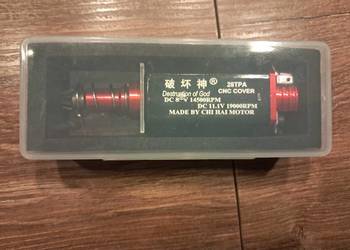 破坏神
Destruction of God
28TPA
CNC COVER
DC 8 V 14500RPM
DC 11.1V 19000RPM
MADE BY CHI HAI MOTOR